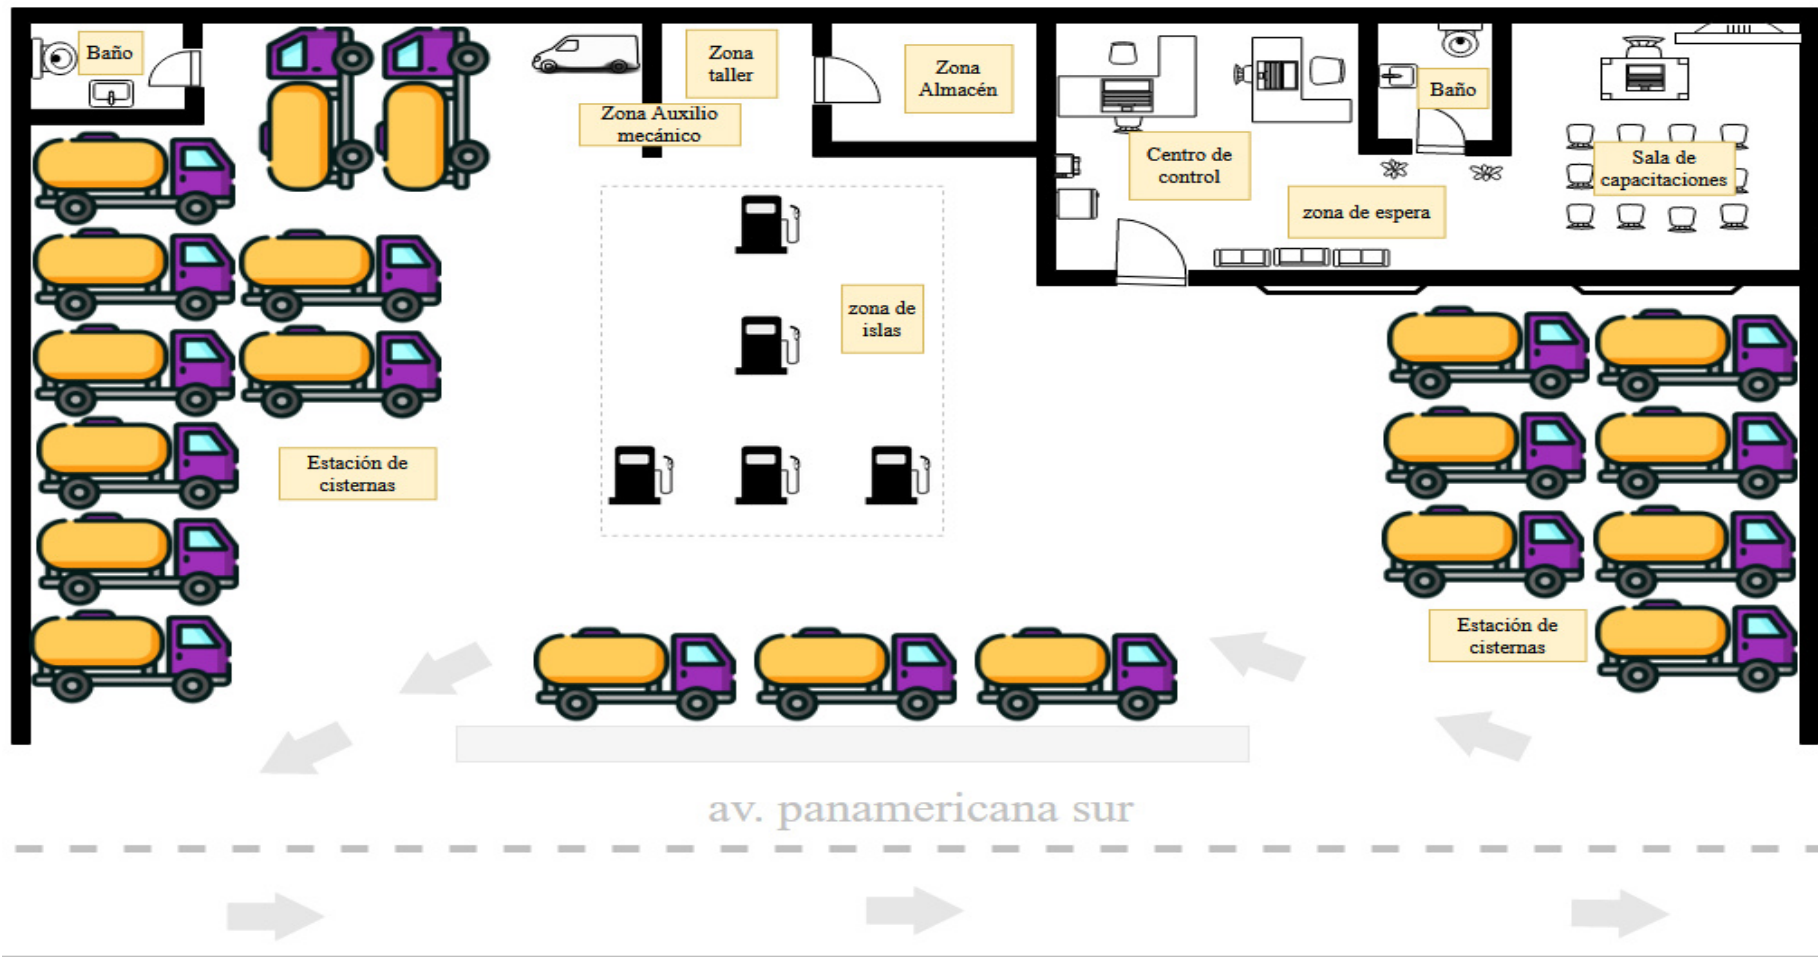 Baño
Zona
taller
Zona
Almacén
Zona Auxilio
mecánico
Baño
Centro de
control
Sala de
capacitaciones
zona de espera
zona de
islas
Estación de
cisternas
Estación de
cisternas
av. panamericana sur